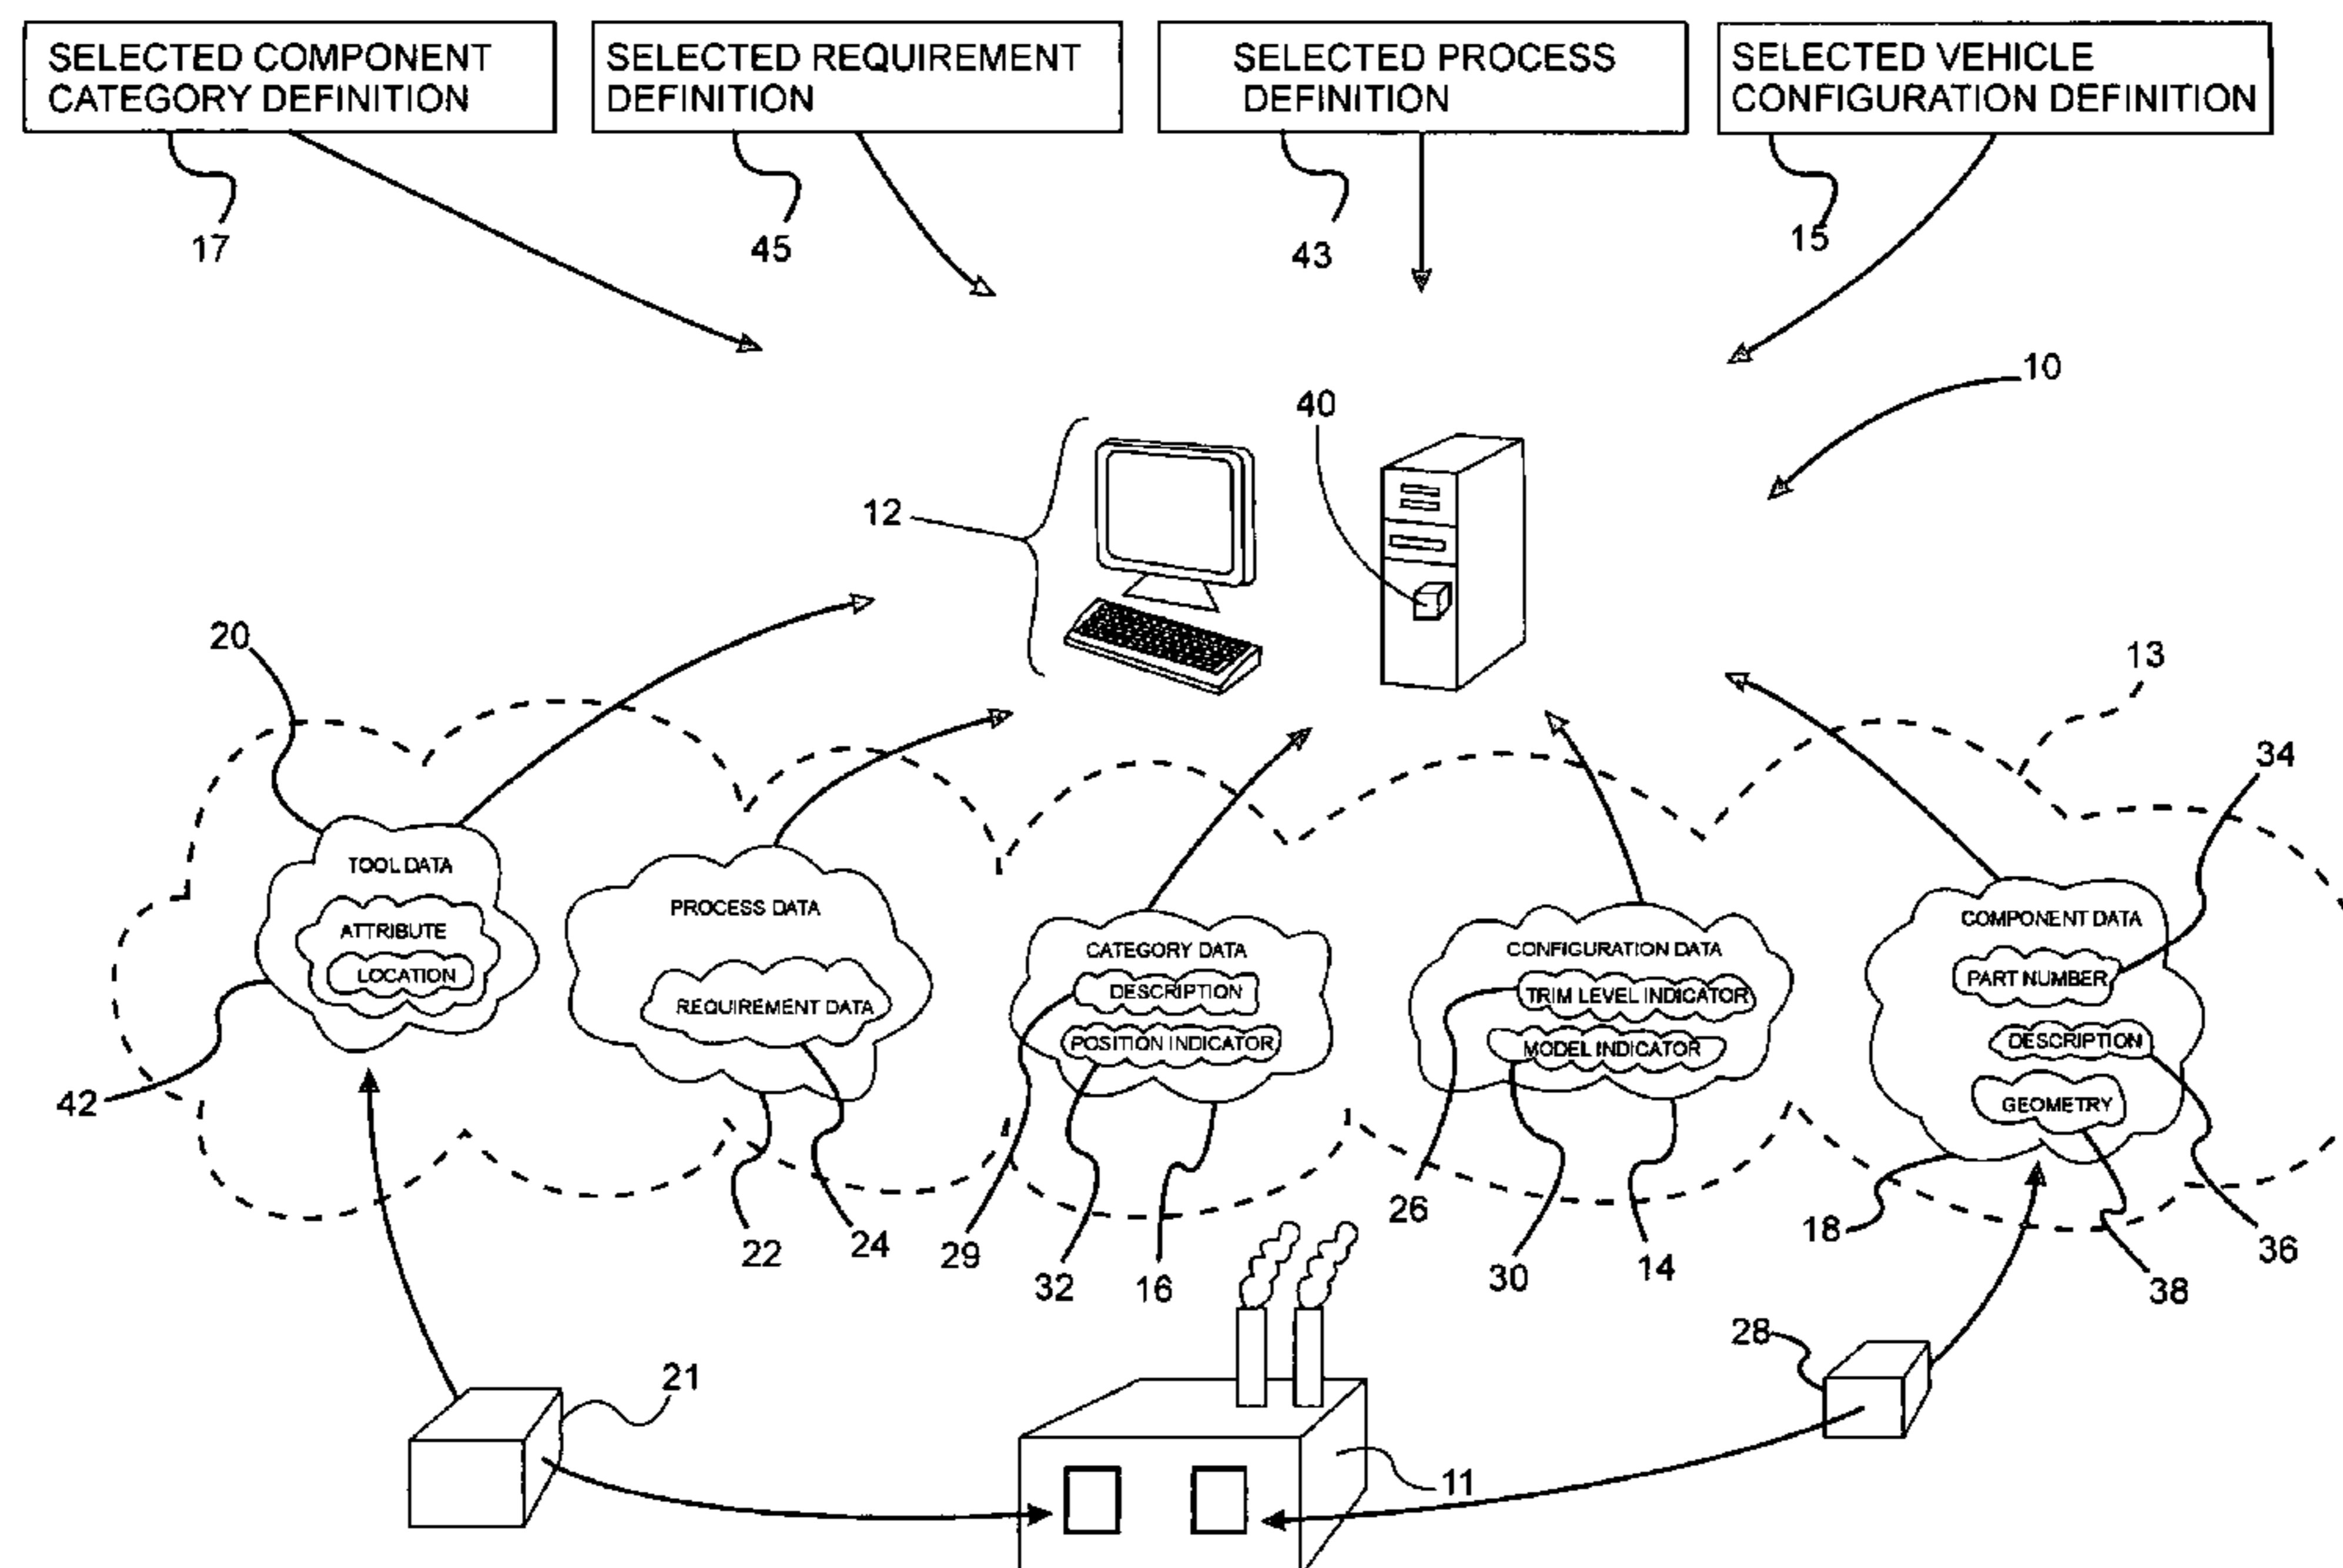 SELECTED COMPONENT
CATEGORY DEFINITION
SELECTED REQUIREMENT
DEFINITION
SELECTED PROCESS
DEFINITION
SELECTED VEHICLE
CONFIGURATION DEFINITION
17
45
43
15
10
40
12
20
13
34
TOOL DATA
ATTRIBUTE
LOCATION
PROCESS DATA
REQUIREMENT DATA
CATEGORY DATA
DESCRIPTION
POSITION INDICATOR
CONFIGURATION DATA
TRIM LEVEL INDICATOR
MODEL INDICATOR
COMPONENT DATA
PART NUMBER
DESCRIPTION
GEOMETRY
42
22
24
29
32
16
26
30
14
18
38
36
21
28
11